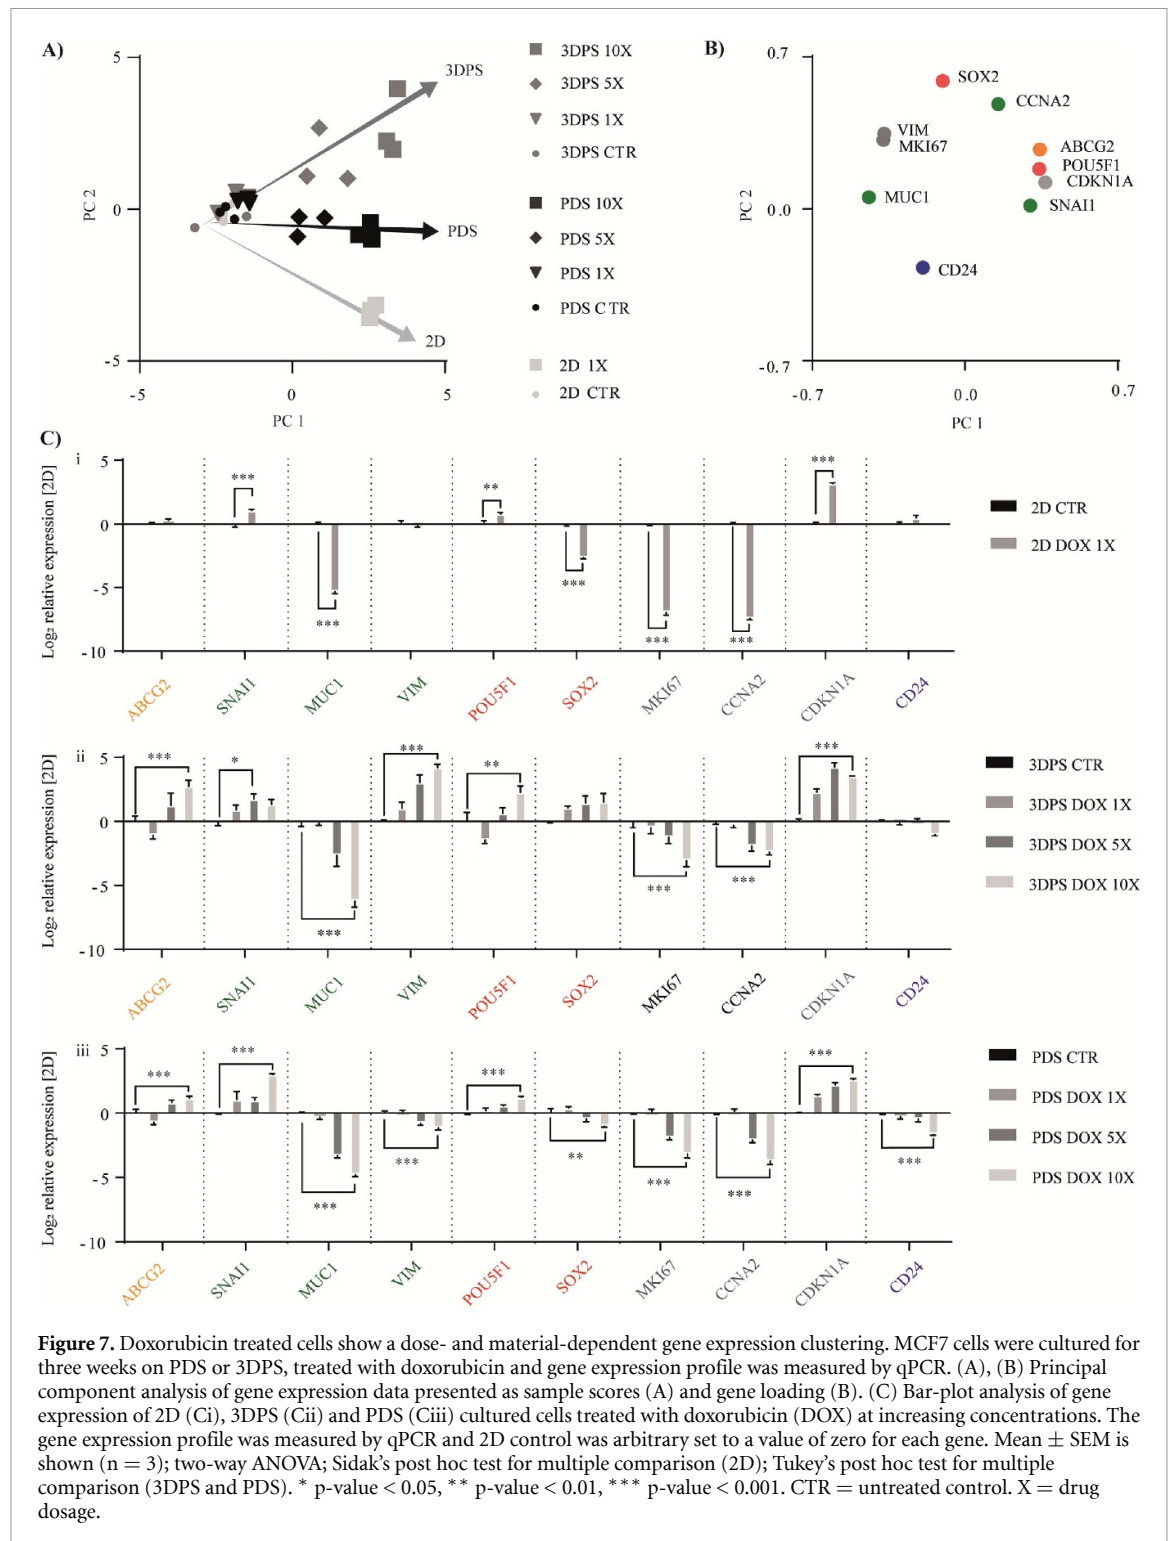 A)
5
0
-5
PC 2
-5
0
5
PC 1
3DPS
PDS
2D
3DPS 10X
3DPS 5X
3DPS 1X
3DPS CTR
PDS 10X
PDS 5X
PDS 1X
PDS CTR
2D 1X
2D CTR
B)
0.7
0.0
-0.7
PC 2
-0.7
0.0
0.7
PC 1
SOX2
CCNA2
VIM
MKI67
ABCG2
POU5F1
CDKN1A
MUC1
SNAI1
CD24
C)
i
Log₂ relative expression [2D]
5
0
-5
-10
***
***
**
***
***
***
***
ABCG2
SNAI1
MUC1
VIM
POU5F1
SOX2
MKI67
CCNA2
CDKN1A
CD24
2D CTR
2D DOX 1X
ii
Log₂ relative expression [2D]
5
0
-5
-10
***
*
***
***
**
***
***
***
ABCG2
SNAI1
MUC1
VIM
POU5F1
SOX2
MKI67
CCNA2
CDKN1A
CD24
3DPS CTR
3DPS DOX 1X
3DPS DOX 5X
3DPS DOX 10X
iii
Log₂ relative expression [2D]
5
0
-5
-10
***
***
***
***
***
**
***
***
***
***
ABCG2
SNAI1
MUC1
VIM
POU5F1
SOX2
MKI67
CCNA2
CDKN1A
CD24
PDS CTR
PDS DOX 1X
PDS DOX 5X
PDS DOX 10X
Figure 7. Doxorubicin treated cells show a dose- and material-dependent gene expression clustering. MCF7 cells were cultured for
three weeks on PDS or 3DPS, treated with doxorubicin and gene expression profile was measured by qPCR. (A), (B) Principal
component analysis of gene expression data presented as sample scores (A) and gene loading (B). (C) Bar-plot analysis of gene
expression of 2D (Ci), 3DPS (Cii) and PDS (Ciii) cultured cells treated with doxorubicin (DOX) at increasing concentrations. The
gene expression profile was measured by qPCR and 2D control was arbitrary set to a value of zero for each gene. Mean ± SEM is
shown (n = 3); two-way ANOVA; Sidak's post hoc test for multiple comparison (2D); Tukey's post hoc test for multiple
comparison (3DPS and PDS). * p-value < 0.05, ** p-value < 0.01, *** p-value < 0.001. CTR = untreated control. X = drug
dosage.